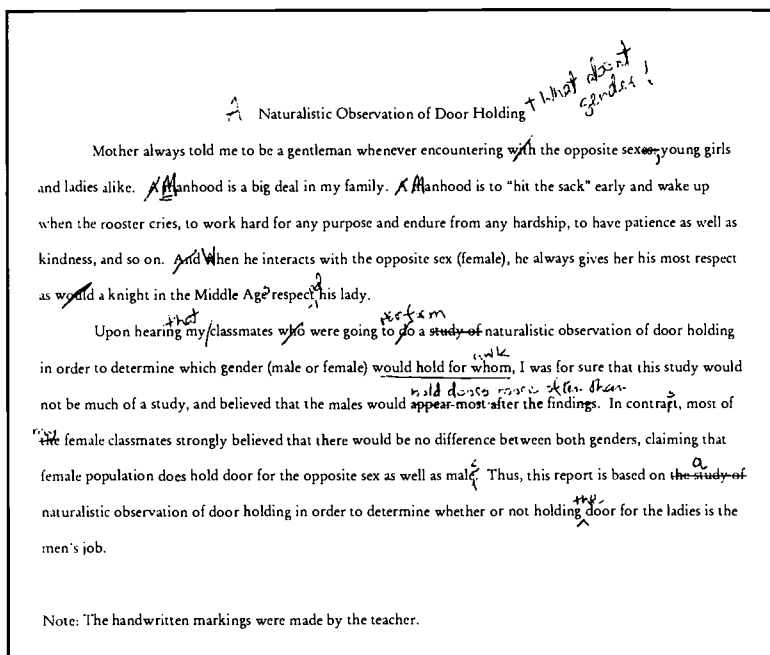 A Naturalistic Observation of Door Holding + What about gender!
Mother always told me to be a gentleman whenever encountering with the opposite sexes, young girls
and ladies alike. A Manhood is a big deal in my family. A Manhood is to "hit the sack" early and wake up
when the rooster cries, to work hard for any purpose and endure from any hardship, to have patience as well as
kindness, and so on. And When he interacts with the opposite sex (female), he always gives her his most respect
as would a knight in the Middle Age respect his lady.
that perform
Upon hearing my classmates who were going to do a study of naturalistic observation of door holding
awk
in order to determine which gender (male or female) would hold for whom, I was for sure that this study would
hold doors more often than
not be much of a study, and believed that the males would appear most after the findings. In contrast, most of
the female classmates strongly believed that there would be no difference between both genders, claiming that
female population does hold door for the opposite sex as well as male. Thus, this report is based on the study of
a
the
naturalistic observation of door holding in order to determine whether or not holding door for the ladies is the
men's job.
Note: The handwritten markings were made by the teacher.